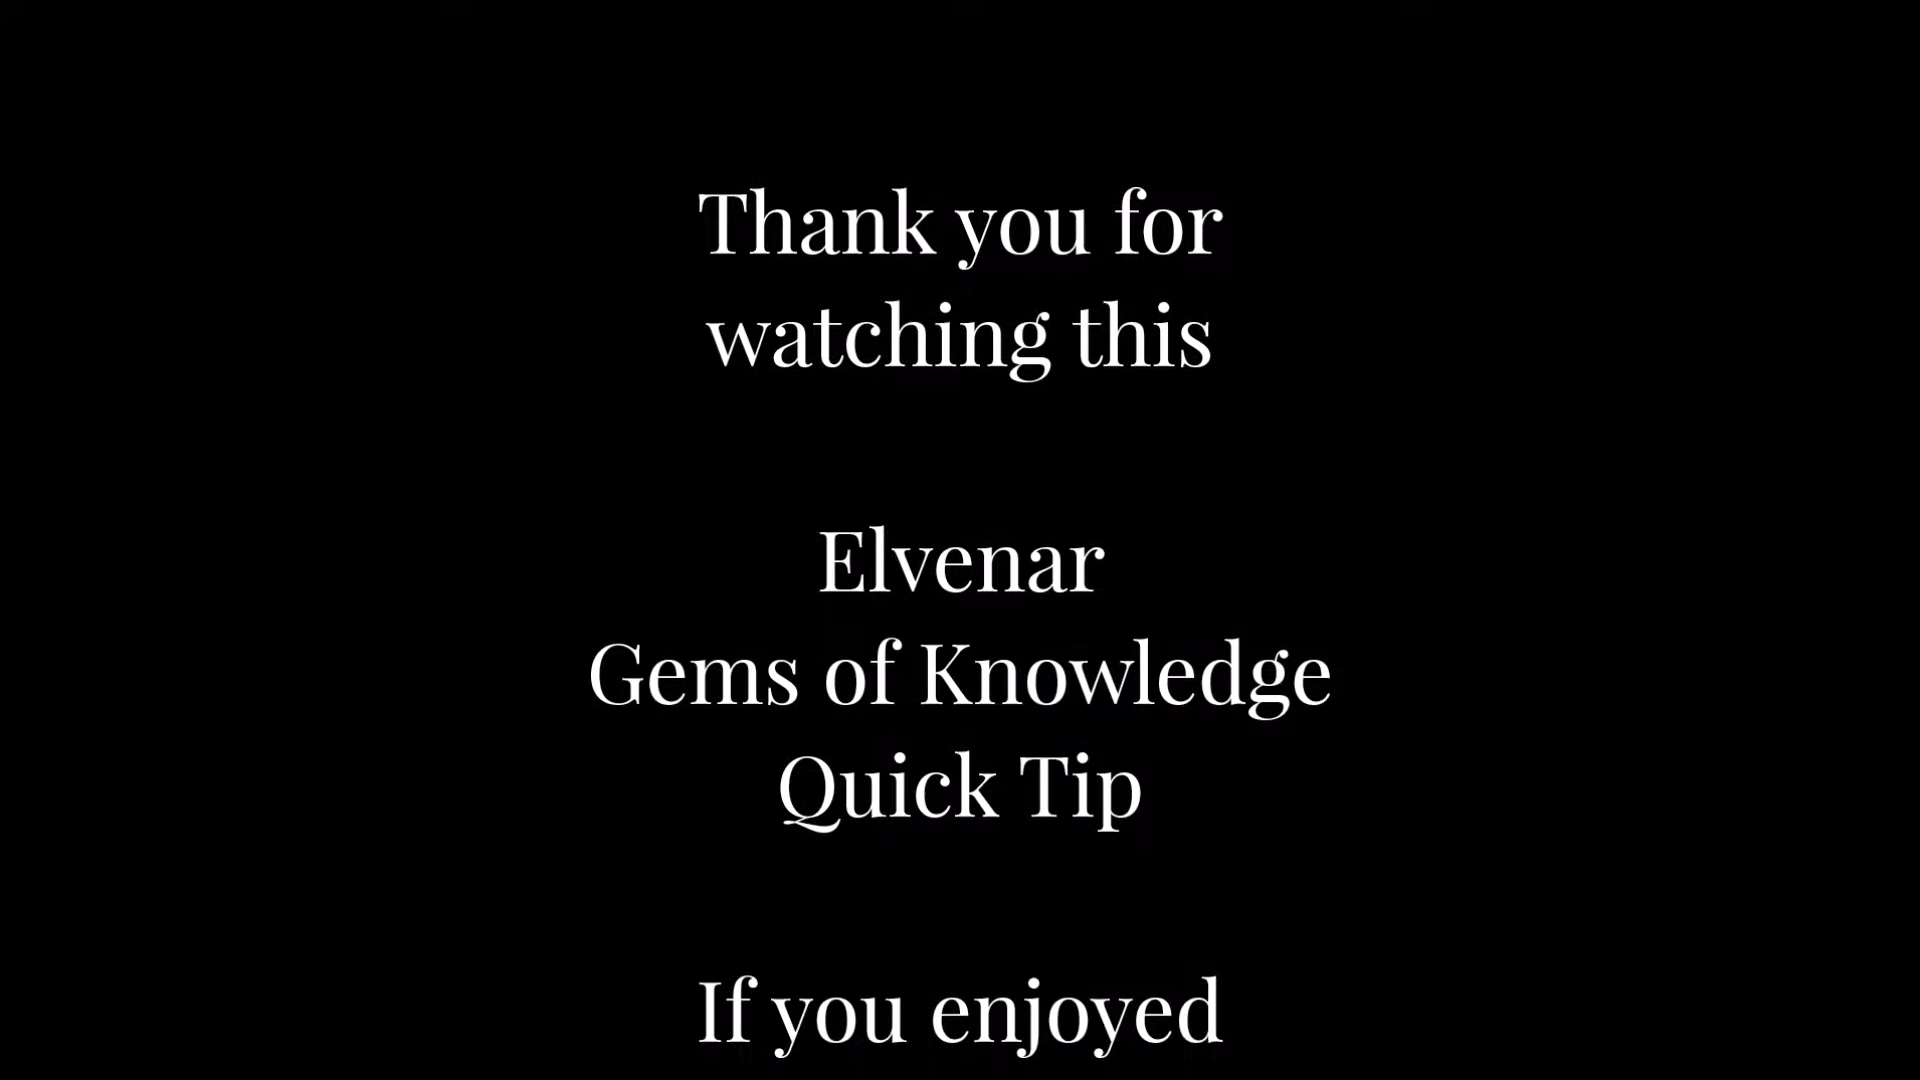 Thank you for
watching this
Elvenar
Gems of Knowledge
Quick Tip
If you enjoyed